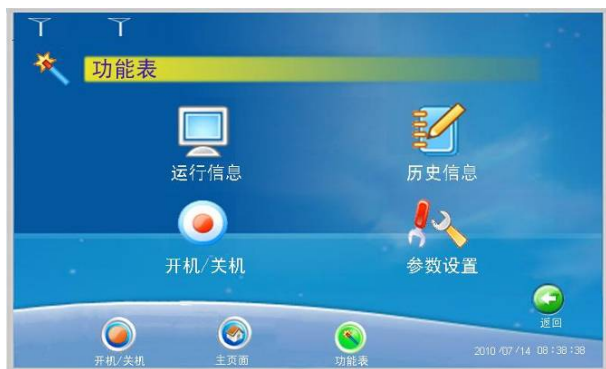 功能表
运行信息
历史信息
开机/关机
参数设置
返回
开机/关机
主页面
功能表
2010/07/14 08:38:38